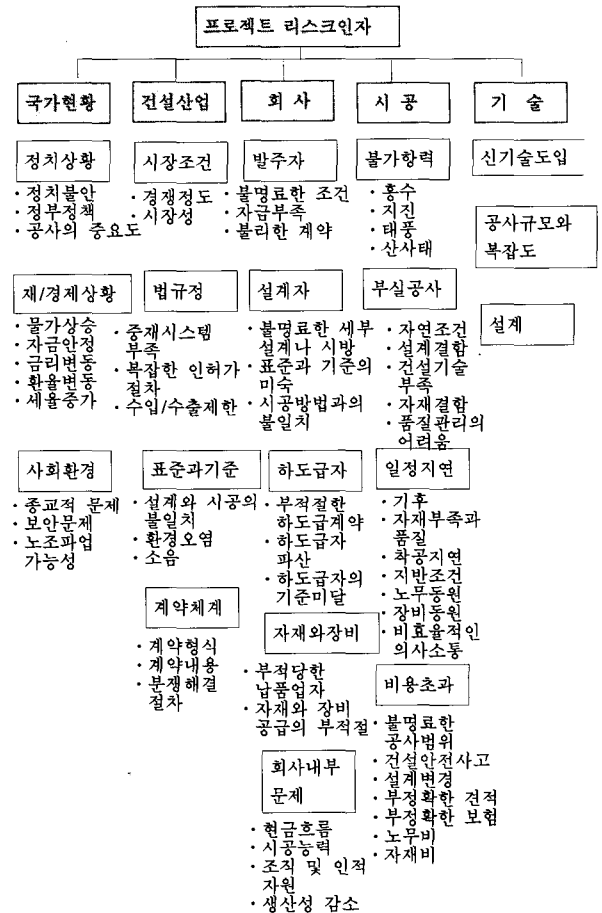 프로젝트 리스크인자
국가현황
건설산업
회 사
시 공
기 술
정치상황
· 정치불안
· 정부정책
· 공사의 중요도
재/경제상황
· 물가상승
· 자금안정
· 금리변동
· 환율변동
· 세율증가
사회환경
· 종교적 문제
· 보안문제
· 노조파업
가능성
시장조건
· 경쟁정도
· 시장성
법규정
· 중재시스템
부족
· 복잡한 인허가
절차
· 수입/수출제한
표준과기준
· 설계와 시공의
불일치
· 환경오염
· 소음
계약체계
· 계약형식
· 계약내용
· 분쟁해결
절차
발주자
· 불명료한 조건
· 자금부족
· 불리한 계약
설계자
· 불명료한 세부
설계나 시방
· 표준과 기준의
미숙
· 시공방법과의
불일치
하도급자
· 부적절한
하도급계약
· 하도급자
파산
· 하도급자의
기준미달
자재와장비
· 부적당한
납품업자
· 자재와 장비
공급의 부적절
회사내부
문제
· 현금흐름
· 시공능력
· 조직 및 인적
자원
· 생산성 감소
불가항력
· 홍수
· 지진
· 태풍
· 산사태
부실공사
· 자연조건
· 설계결함
· 건설기술
부족
· 자재결함
· 품질관리의
어려움
일정지연
· 기후
· 자재부족과
품질
· 착공지연
· 지반조건
· 노무동원
· 장비동원
· 비효율적인
의사소통
비용초과
· 불명료한
공사범위
· 건설안전사고
· 설계변경
· 부정확한 견적
· 부정확한 보험
· 노무비
· 자재비
신기술도입
공사규모와
복잡도
설계